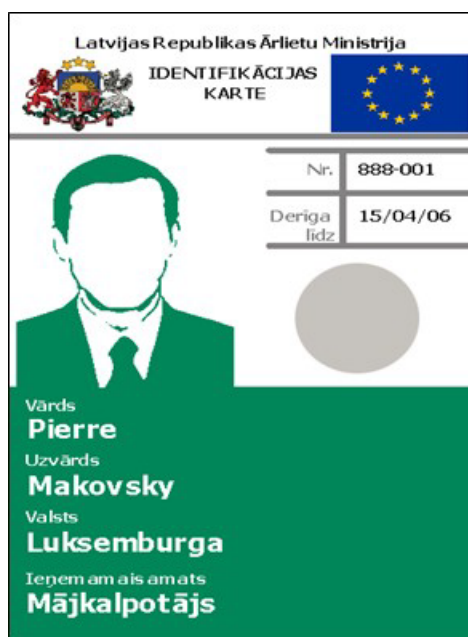 Latvijas Republikas Ārlietu Ministrija
IDENTIFIKĀCIJAS
KARTE
Nr. 888-001
Derīga līdz 15/04/06
Vārds
Pierre
Uzvārds
Makovsky
Valsts
Luksemburga
Ieņemamais amats
Mājkalpotājs